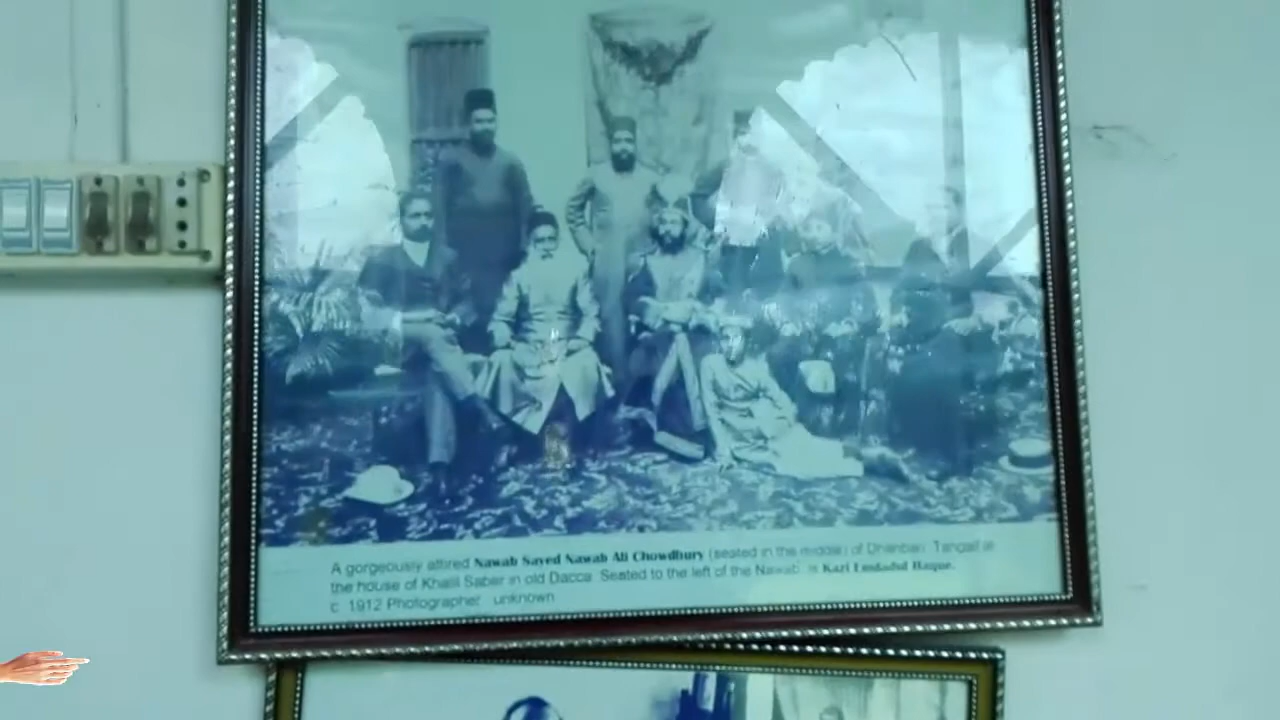 A gorgeously attired Nawab Sayed Nawab Ali Chowdhury (seated in the middle) of Dhanbari, Tangail at
the house of Khalil Saber in old Dacca. Seated to the left of the Nawab is Kazi Emdadul Haque.
c 1912 Photographer unknown